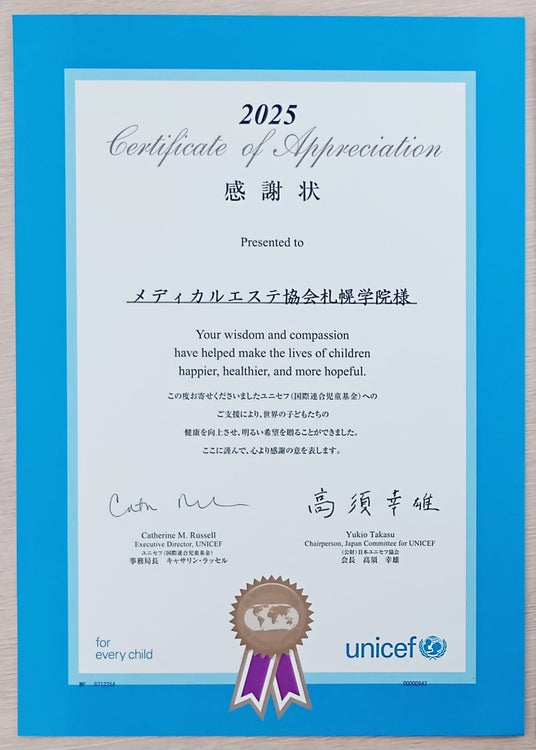 2025
Certificate of Appreciation
感謝状
Presented to
メディカルエステ協会札幌学院様
Your wisdom and compassion
have helped make the lives of children
happier, healthier, and more hopeful.
この度お寄せくださいましたユニセフ(国際連合児童基金)への
ご支援により、世界の子どもたちの
健康を向上させ、明るい希望を贈ることができました。
ここに謹んで、心より感謝の意を表します。
高須幸雄
Catherine M. Russell
Executive Director, UNICEF
ユニセフ(国際連合児童基金)
事務局長 キャサリン・ラッセル
Yukio Takasu
Chairperson, Japan Committee for UNICEF
(公財)日本ユニセフ協会
会長 高須 幸雄
for
every child
unicef
00000943